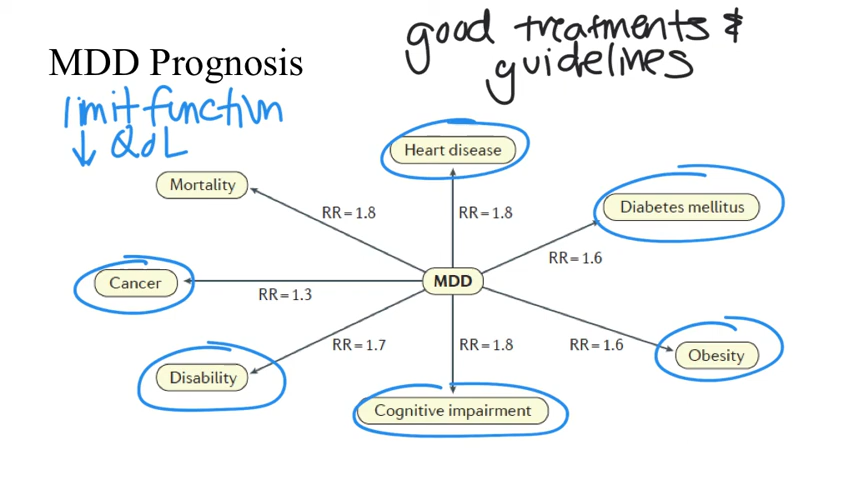 good treatments &
guidelines
MDD Prognosis
limit function
↓ QoL
Heart disease
Mortality
Diabetes mellitus
RR = 1.8
RR = 1.8
RR = 1.6
MDD
Cancer
RR = 1.3
RR = 1.7
RR = 1.8
RR = 1.6
Obesity
Disability
Cognitive impairment